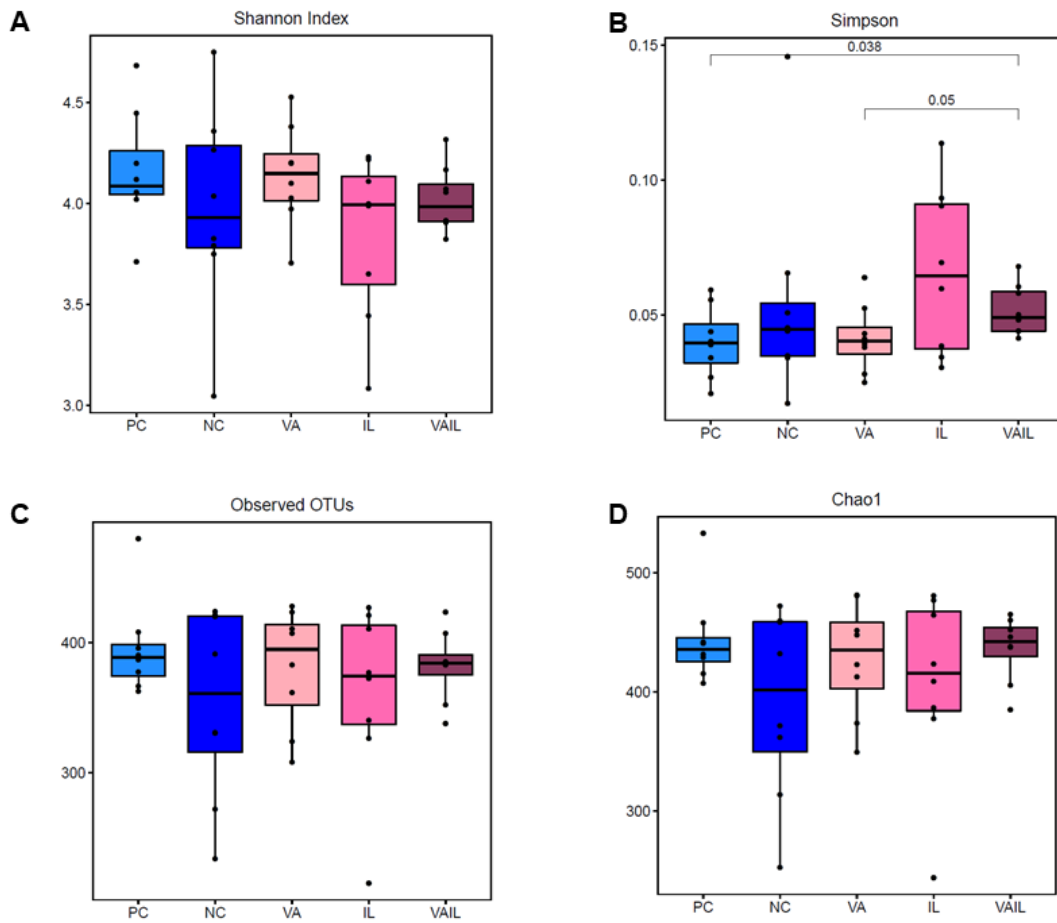 A
Shannon Index
4.5
4.0
3.5
3.0
PC NC VA IL VAIL
B
Simpson
0.15
0.10
0.05
0.038
0.05
PC NC VA IL VAIL
C
Observed OTUs
400
300
PC NC VA IL VAIL
D
Chao1
500
400
300
PC NC VA IL VAIL